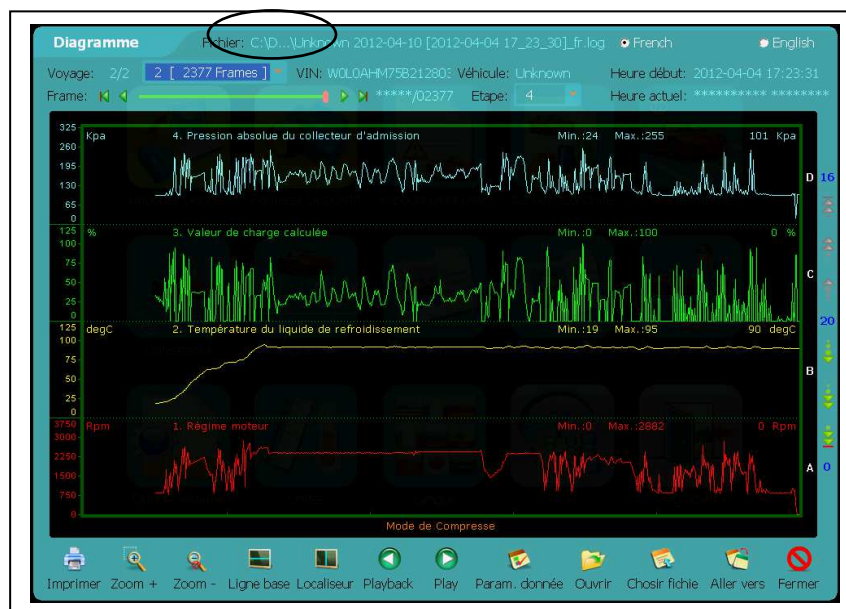 Diagramme Fichier: C:\D...\Unknown 2012-04-10 [2012-04-04 17_23_30]_fr.log French English
Voyage: 2/2 2 [ 2377 Frames ] VIN: W0L0AHM75B212803 Véhicule: Unknown Heure début: 2012-04-04 17:23:31
Frame: *****/02377 Etape: 4 Heure actuel: ********** ********
325 Kpa 4. Pression absolue du collecteur d'admission Min.:24 Max.:255 101 Kpa
260
195
130 D 16
65
0
125 % 3. Valeur de charge calculée Min.:0 Max.:100 0 %
100
75
50 C
25
0 20
125 degC 2. Température du liquide de refroidissement Min.:19 Max.:95 90 degC
100
75
50 B
25
0
3750 Rpm 1. Régime moteur Min.:0 Max.:2882 0 Rpm
3000
2250
1500 A 0
750
0
Mode de Compresse
Imprimer Zoom + Zoom - Ligne base Localiseur Playback Play Param. donnée Ouvrir Chosir fichie Aller vers Fermer